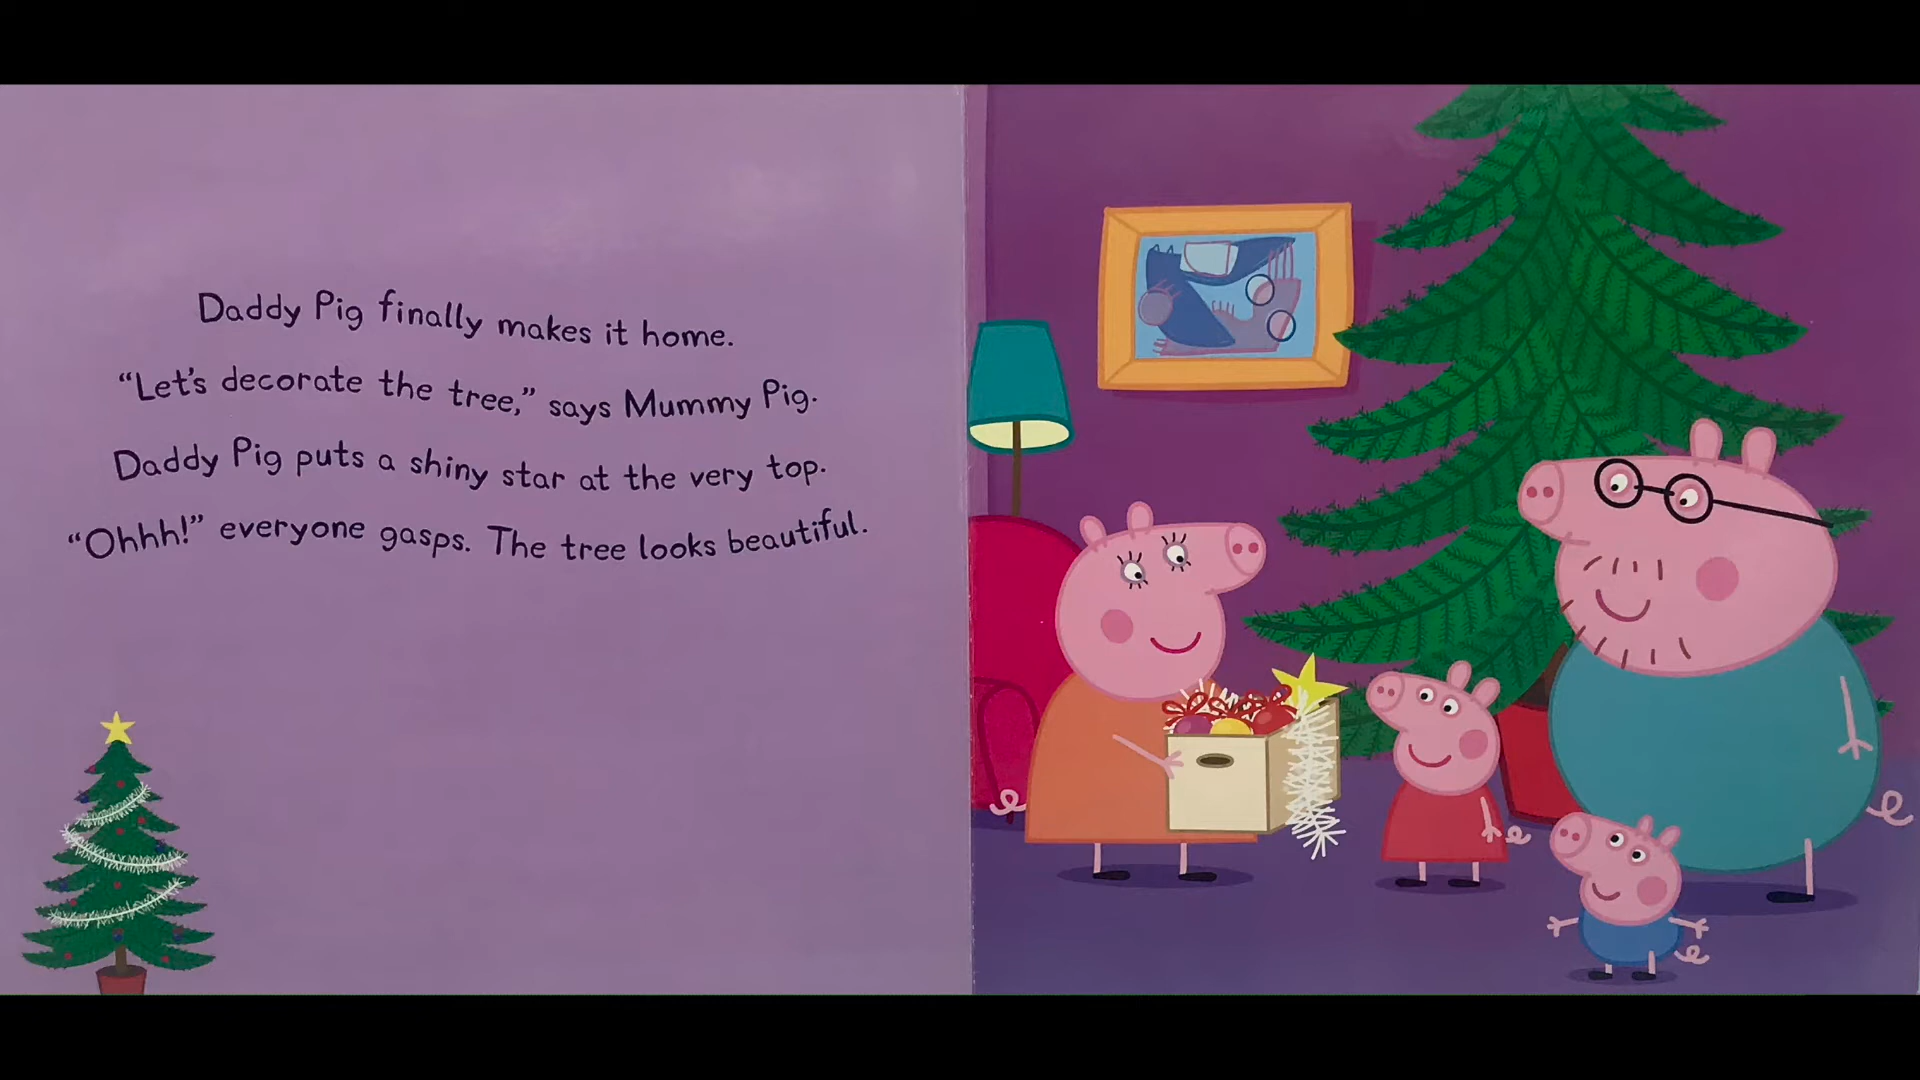 Daddy Pig finally makes it home.
“Let’s decorate the tree,” says Mummy Pig.
Daddy Pig puts a shiny star at the very top.
“Ohhh!” everyone gasps. The tree looks beautiful.